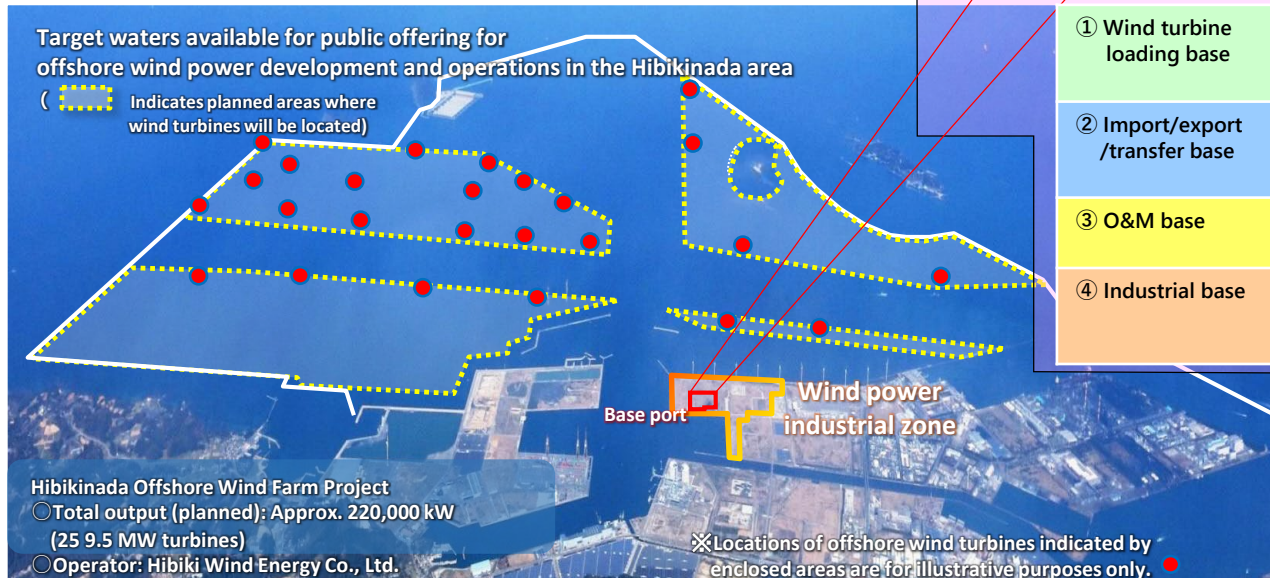 Target waters available for public offering for
offshore wind power development and operations in the Hibikinada area
( Indicates planned areas where
wind turbines will be located)
① Wind turbine
loading base
② Import/export
/transfer base
③ O&M base
④ Industrial base
Base port
Wind power
industrial zone
Hibikinada Offshore Wind Farm Project
○Total output (planned): Approx. 220,000 kW
(25 9.5 MW turbines)
○Operator: Hibiki Wind Energy Co., Ltd.
※Locations of offshore wind turbines indicated by
enclosed areas are for illustrative purposes only.